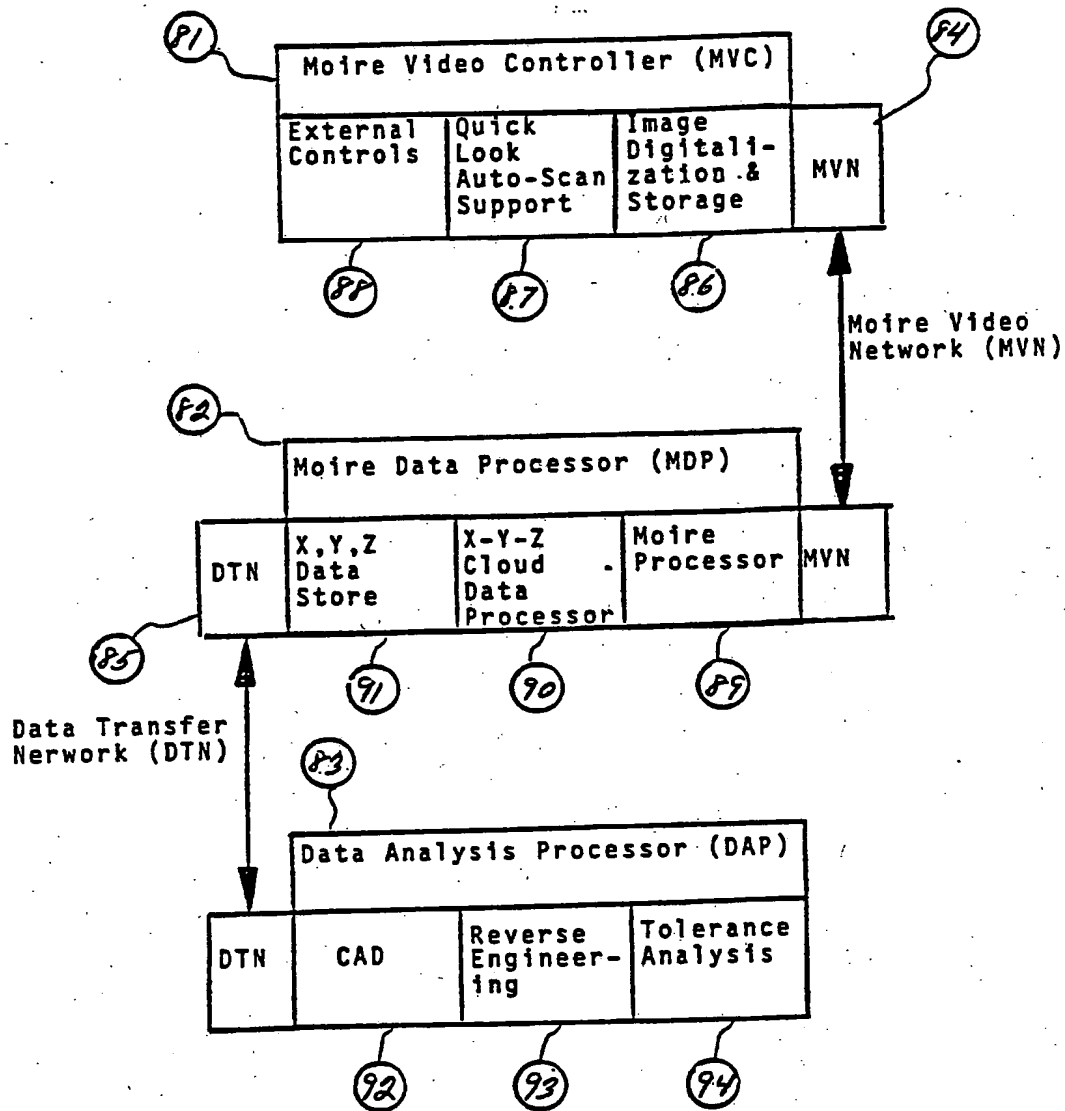 81
84
Moire Video Controller (MVC)
External
Controls
Quick
Look
Auto-Scan
Support
Image
Digitali-
zation &
Storage
MVN
88
87
86
Moire Video
Network (MVN)
82
Moire Data Processor (MDP)
DTN
X,Y,Z
Data
Store
X-Y-Z
Cloud
Data
Processor
Moire
Processor
MVN
85
91
90
89
Data Transfer
Nerwork (DTN)
83
Data Analysis Processor (DAP)
DTN
CAD
Reverse
Engineer-
ing
Tolerance
Analysis
92
93
94